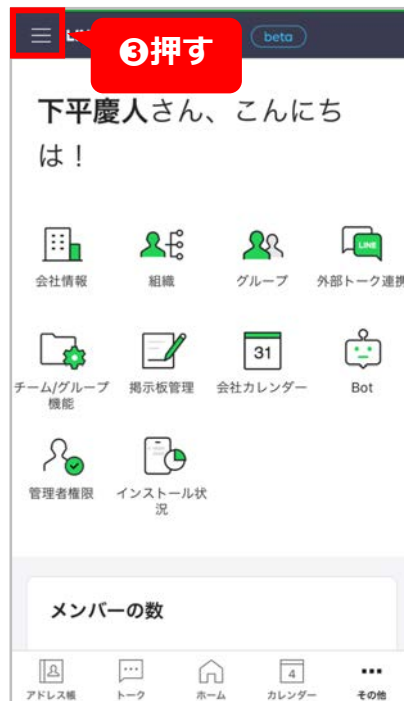 ❸押す
beta
下平慶人さん、こんにち
は！
LINE
会社情報
組織
グループ
外部トーク連携
31
チーム/グループ
機能
掲示板管理
会社カレンダー
Bot
管理者権限
インストール状
況
メンバーの数
4
アドレス帳
トーク
ホーム
カレンダー
その他